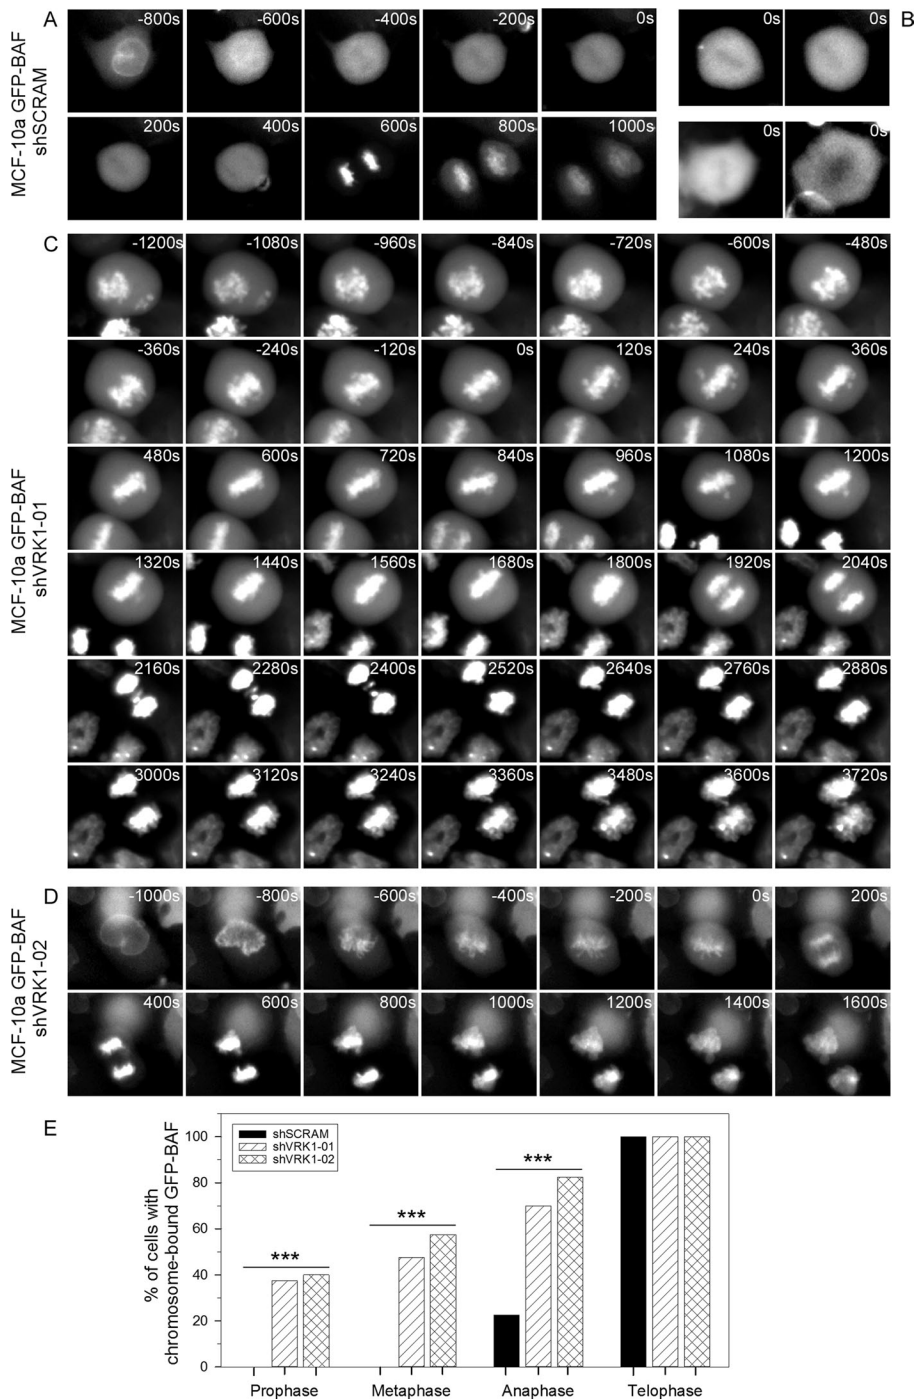 A
B
MCF-10a GFP-BAF
shSCRAM
-800s -600s -400s -200s 0s 0s 0s
200s 400s 600s 800s 1000s 0s 0s
C
MCF-10a GFP-BAF
shVRK1-01
-1200s -1080s -960s -840s -720s -600s -480s
-360s -240s -120s 0s 120s 240s 360s
480s 600s 720s 840s 960s 1080s 1200s
1320s 1440s 1560s 1680s 1800s 1920s 2040s
2160s 2280s 2400s 2520s 2640s 2760s 2880s
3000s 3120s 3240s 3360s 3480s 3600s 3720s
D
MCF-10a GFP-BAF
shVRK1-02
-1000s -800s -600s -400s -200s 0s 200s
400s 600s 800s 1000s 1200s 1400s 1600s
E
% of cells with
chromosome-bound GFP-BAF
100
80
60
40
20
0
shSCRAM
shVRK1-01
shVRK1-02
***
***
***
Prophase Metaphase Anaphase Telophase